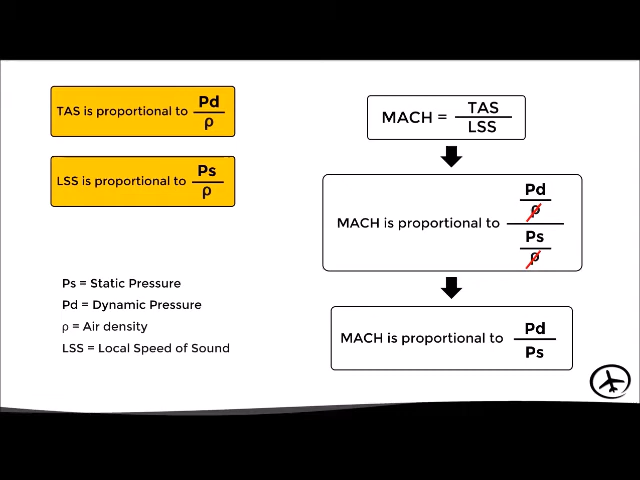 TAS is proportional to Pd
ρ
LSS is proportional to Ps
ρ
Ps = Static Pressure
Pd = Dynamic Pressure
ρ = Air density
LSS = Local Speed of Sound
MACH = TAS
LSS
MACH is proportional to Pd
ρ
Ps
ρ
MACH is proportional to Pd
Ps